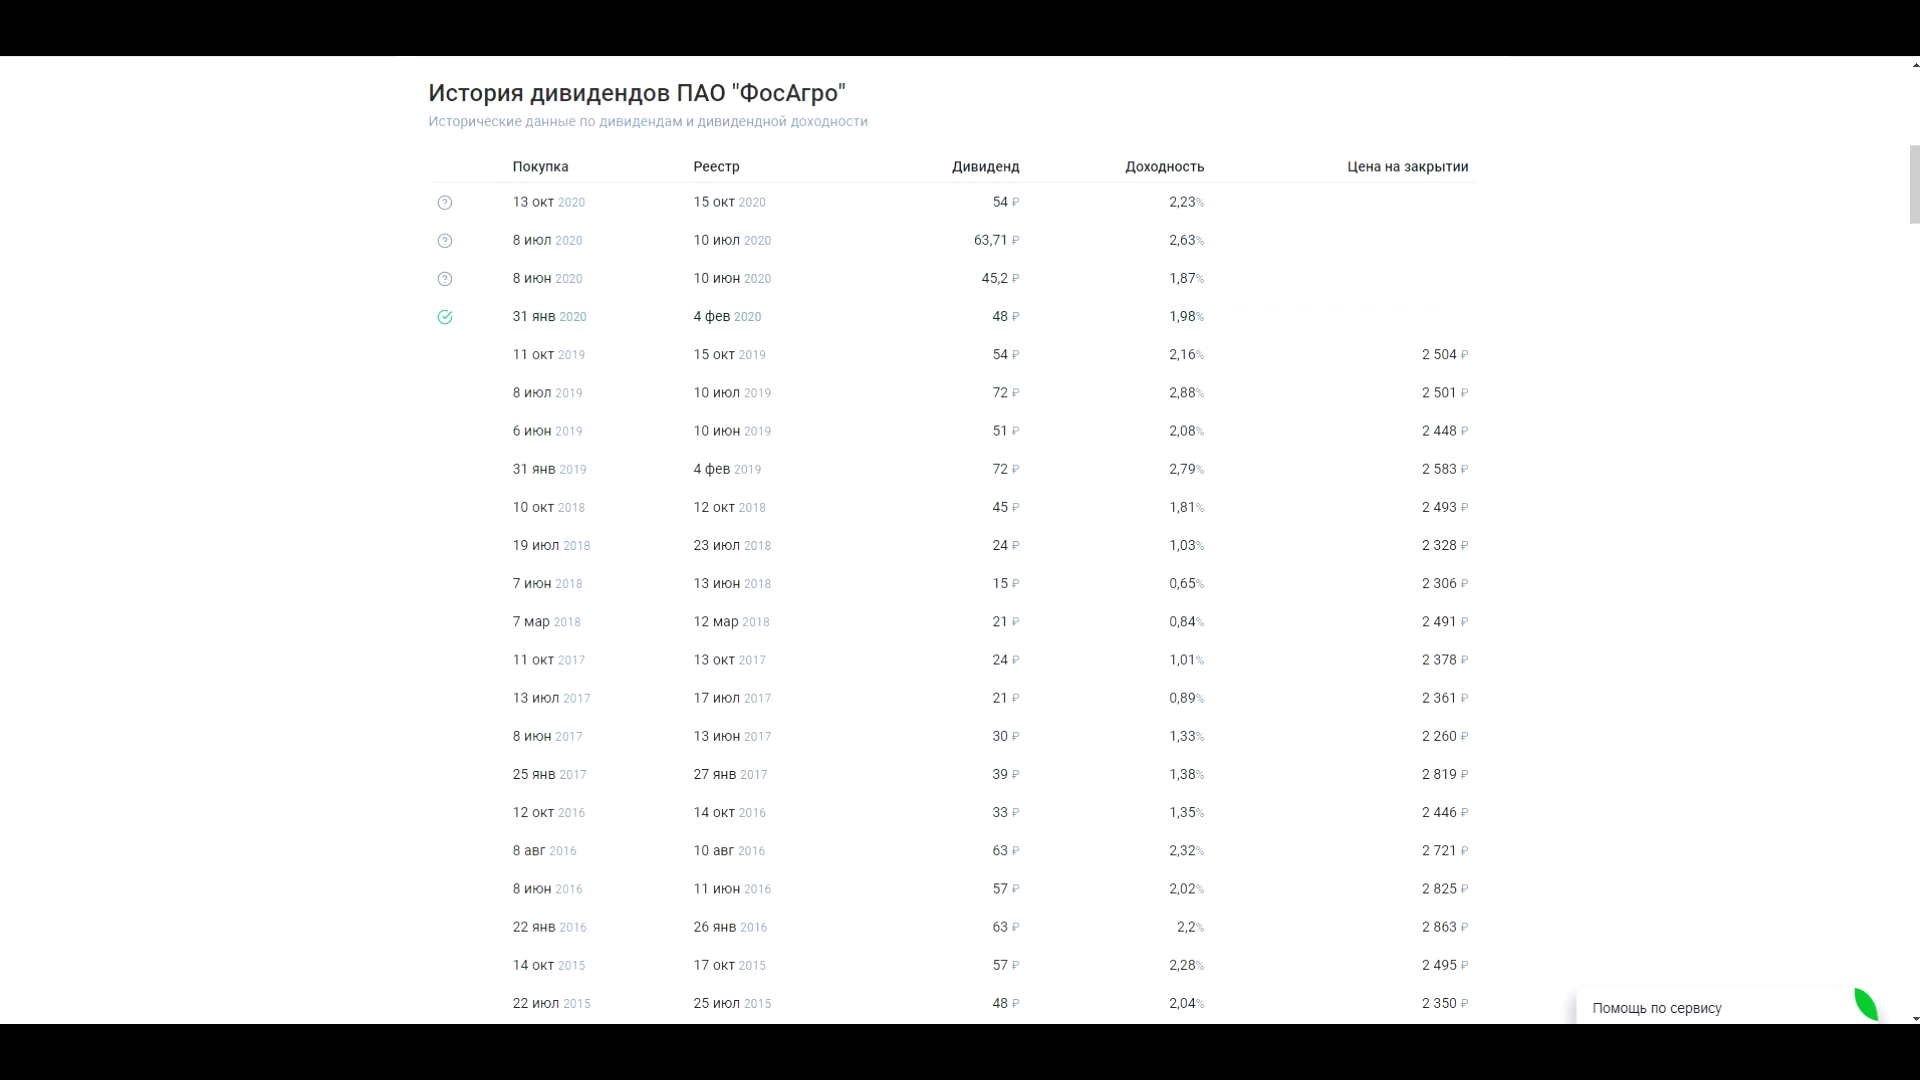 История дивидендов ПАО "ФосАгро"
Исторические данные по дивидендам и дивидендной доходности
Покупка Реестр Дивиденд Доходность Цена на закрытии
13 окт 2020 15 окт 2020 54 ₽ 2,23%
8 июл 2020 10 июл 2020 63,71 ₽ 2,63%
8 июн 2020 10 июн 2020 45,2 ₽ 1,87%
31 янв 2020 4 фев 2020 48 ₽ 1,98%
11 окт 2019 15 окт 2019 54 ₽ 2,16% 2 504 ₽
8 июл 2019 10 июл 2019 72 ₽ 2,88% 2 501 ₽
6 июн 2019 10 июн 2019 51 ₽ 2,08% 2 448 ₽
31 янв 2019 4 фев 2019 72 ₽ 2,79% 2 583 ₽
10 окт 2018 12 окт 2018 45 ₽ 1,81% 2 493 ₽
19 июл 2018 23 июл 2018 24 ₽ 1,03% 2 328 ₽
7 июн 2018 13 июн 2018 15 ₽ 0,65% 2 306 ₽
7 мар 2018 12 мар 2018 21 ₽ 0,84% 2 491 ₽
11 окт 2017 13 окт 2017 24 ₽ 1,01% 2 378 ₽
13 июл 2017 17 июл 2017 21 ₽ 0,89% 2 361 ₽
8 июн 2017 13 июн 2017 30 ₽ 1,33% 2 260 ₽
25 янв 2017 27 янв 2017 39 ₽ 1,38% 2 819 ₽
12 окт 2016 14 окт 2016 33 ₽ 1,35% 2 446 ₽
8 авг 2016 10 авг 2016 63 ₽ 2,32% 2 721 ₽
8 июн 2016 11 июн 2016 57 ₽ 2,02% 2 825 ₽
22 янв 2016 26 янв 2016 63 ₽ 2,2% 2 863 ₽
14 окт 2015 17 окт 2015 57 ₽ 2,28% 2 495 ₽
22 июл 2015 25 июл 2015 48 ₽ 2,04% 2 350 ₽
Помощь по сервису